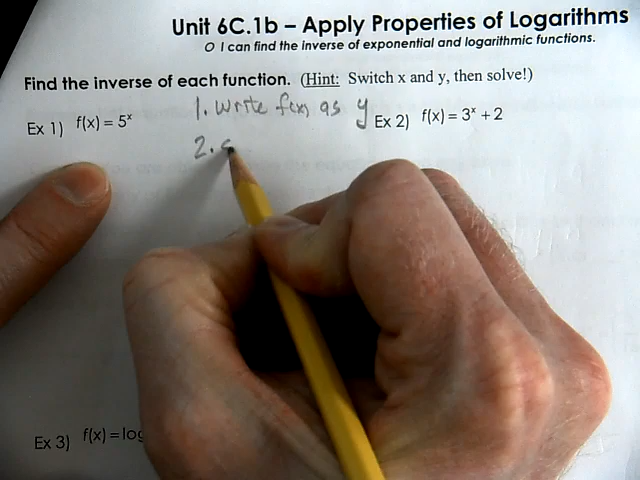 Unit 6C.1b – Apply Properties of Logarithms
O I can find the inverse of exponential and logarithmic functions.
Find the inverse of each function. (Hint: Switch x and y, then solve!)
Ex 1) f(x) = 5ˣ
1. write f(x) as y
Ex 2) f(x) = 3ˣ + 2
2. s
Ex 3) f(x) = log